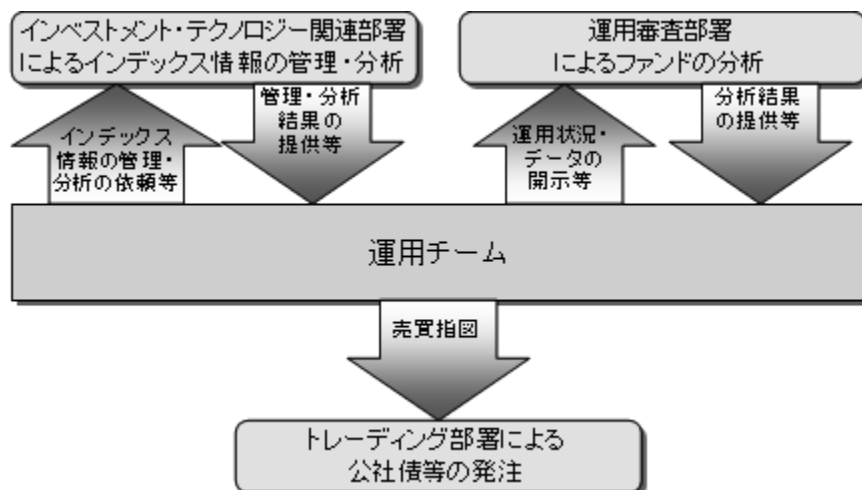 インベストメント・テクノロジー関連部署
によるインデックス情報の管理・分析
運用審査部署
によるファンドの分析
インデックス
情報の管理・
分析の依頼等
管理・分析
結果の
提供等
運用状況・
データの
開示等
分析結果
の提供等
運用チーム
売買指図
トレーディング部署による
公社債等の発注